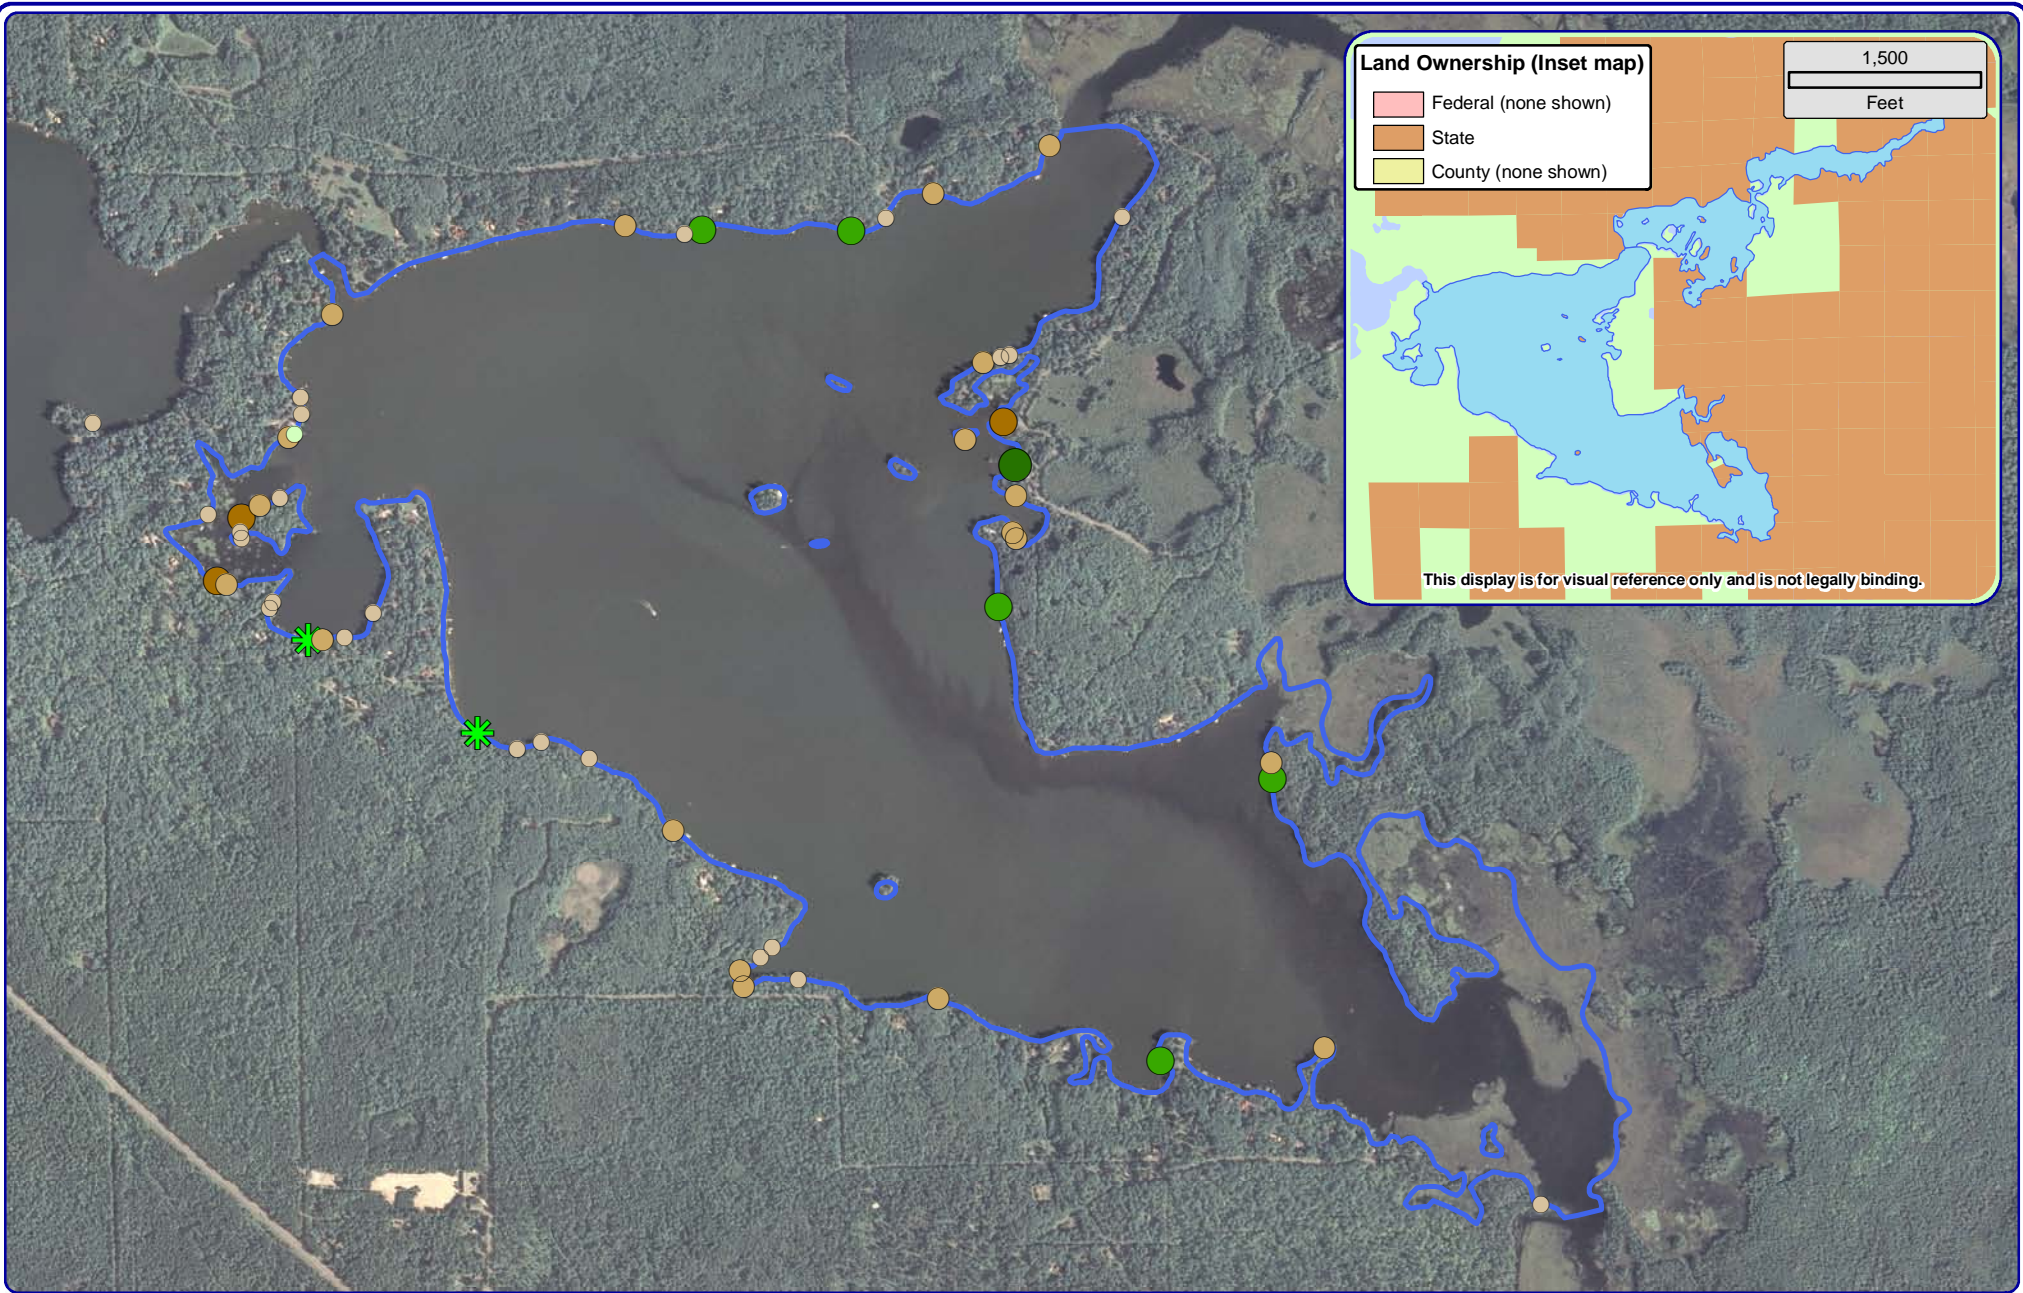 Land Ownership (Inset map)
Federal (none shown)
State
County (none shown)
1,500
Feet
This display is for visual reference only and is not legally binding.